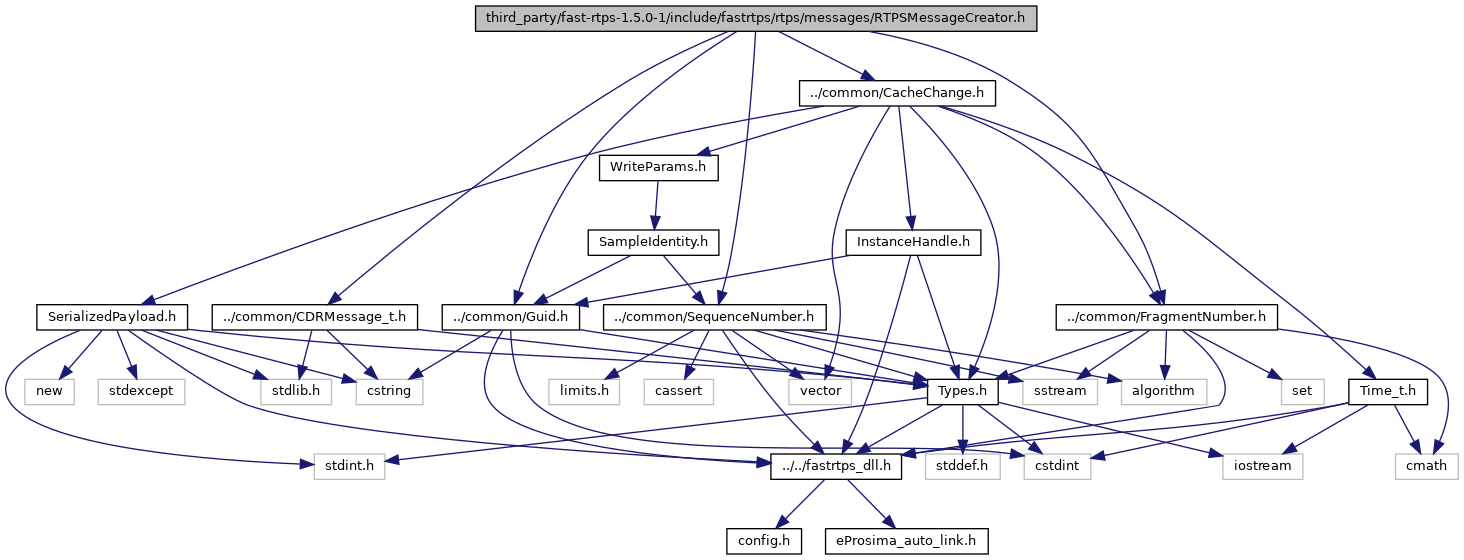 third_party/fast-rtps-1.5.0-1/include/fastrtps/rtps/messages/RTPSMessageCreator.h
../common/CacheChange.h
WriteParams.h
SampleIdentity.h
InstanceHandle.h
SerializedPayload.h
../common/CDRMessage_t.h
../common/Guid.h
../common/SequenceNumber.h
../common/FragmentNumber.h
new
stdexcept
stdlib.h
cstring
limits.h
cassert
vector
Types.h
sstream
algorithm
set
Time_t.h
stdint.h
../../fastrtps_dll.h
stddef.h
cstdint
iostream
cmath
config.h
eProsima_auto_link.h